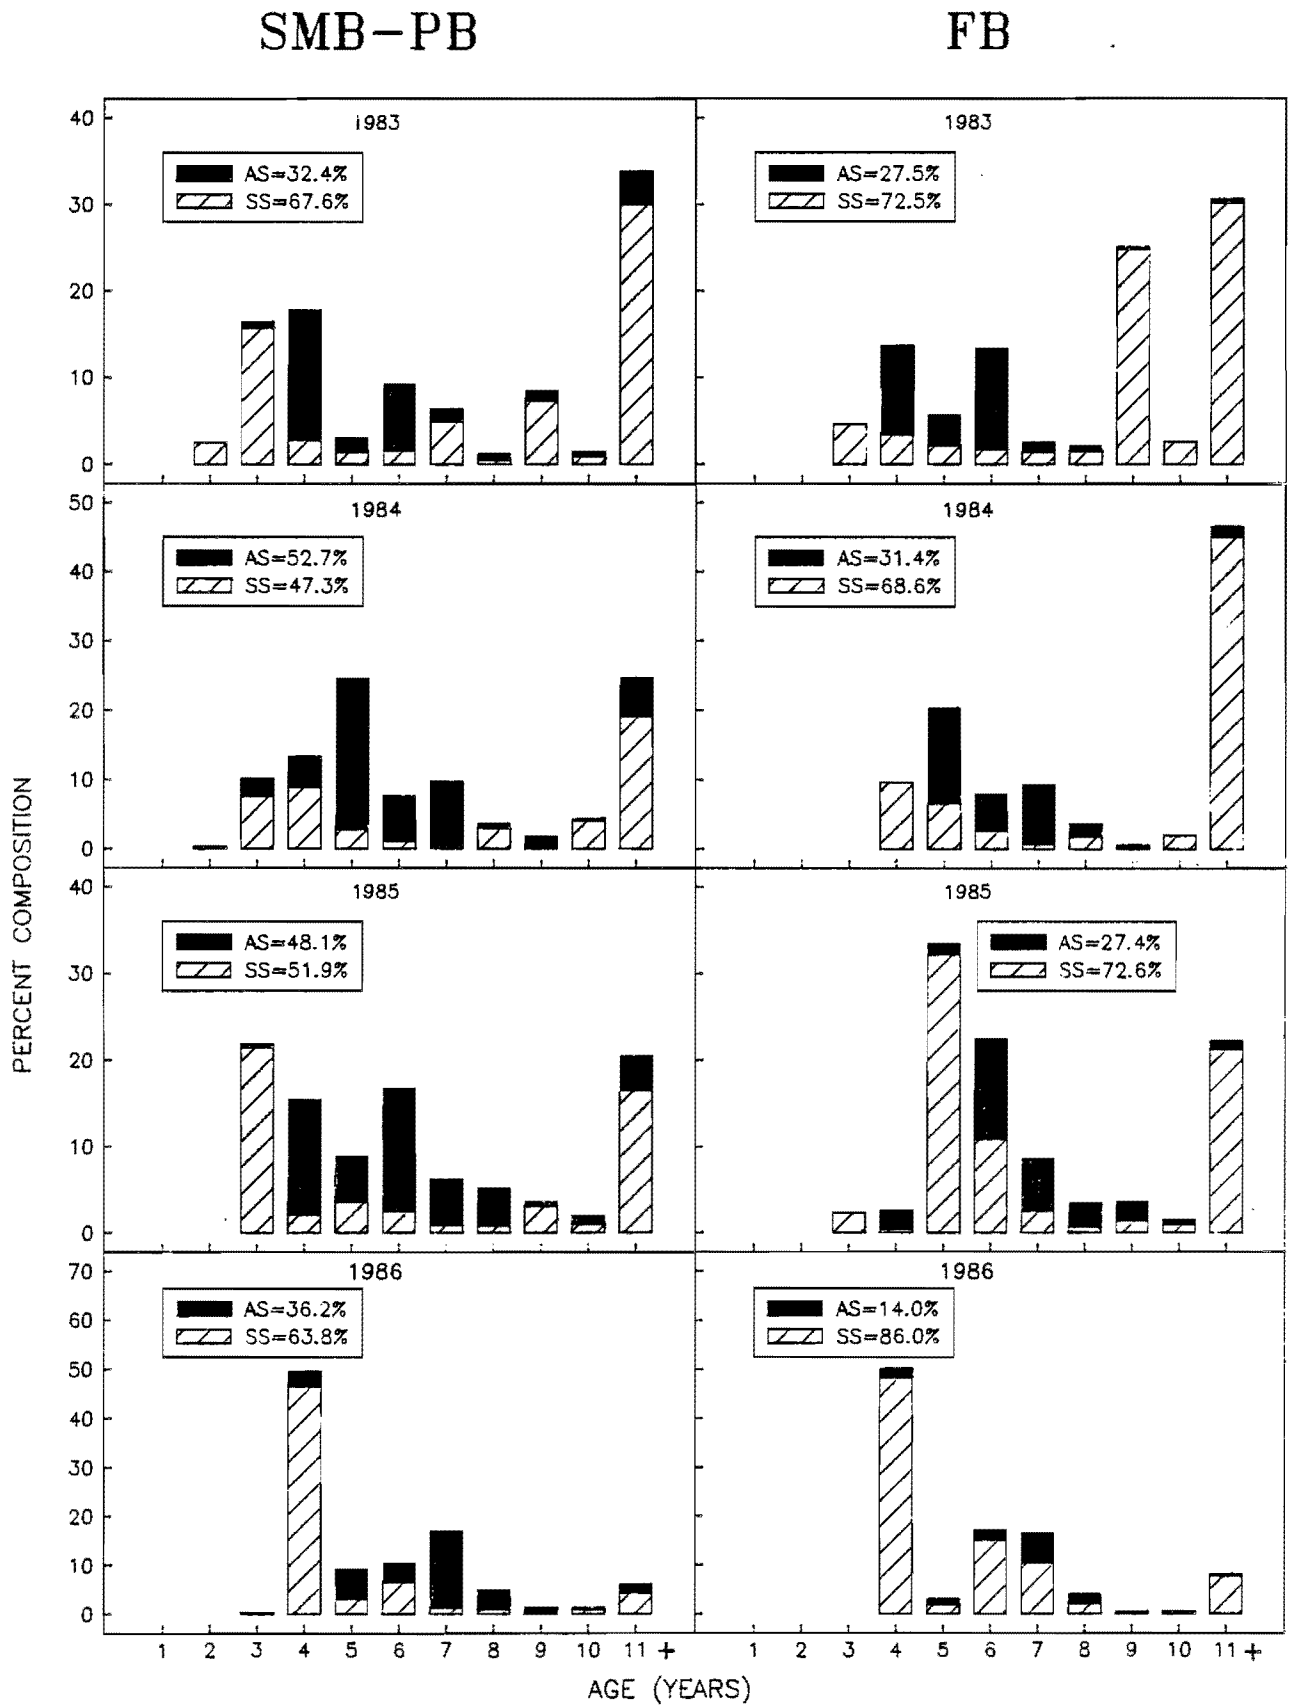 SMB-PB FB
1983 1983
40
30
20
10
0
AS=32.4%
SS=67.6%
AS=27.5%
SS=72.5%
1984 1984
50
40
30
20
10
0
AS=52.7%
SS=47.3%
AS=31.4%
SS=68.6%
1985 1985
40
30
20
10
0
AS=48.1%
SS=51.9%
AS=27.4%
SS=72.6%
1986 1986
70
60
50
40
30
20
10
0
AS=36.2%
SS=63.8%
AS=14.0%
SS=86.0%
PERCENT COMPOSITION
1 2 3 4 5 6 7 8 9 10 11 + 1 2 3 4 5 6 7 8 9 10 11 +
AGE (YEARS)